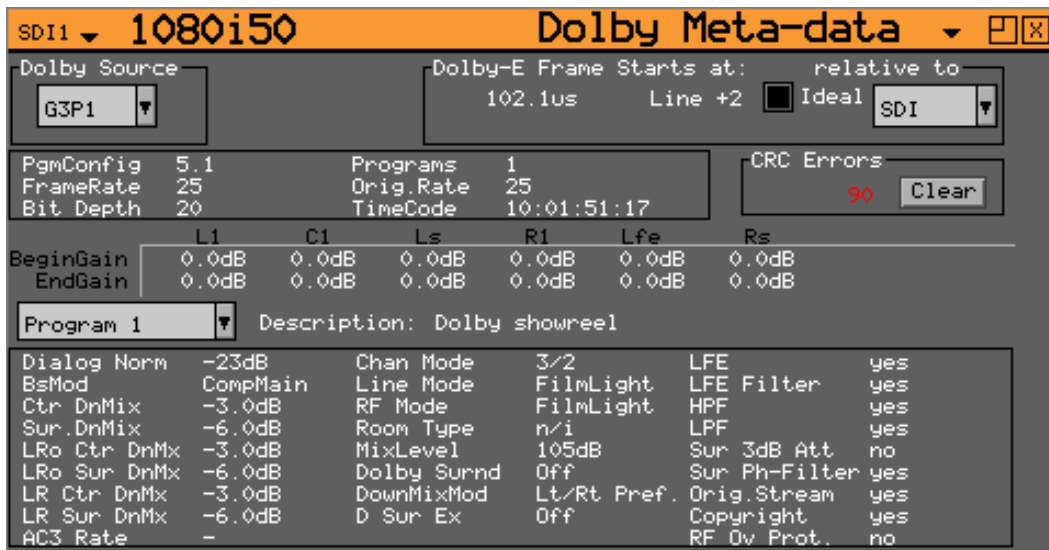 SDI1 1080i50 Dolby Meta-data X
Dolby Source Dolby-E Frame Starts at: relative to
G3P1 102.1us Line +2 Ideal SDI
PgmConfig 5.1 Programs 1 CRC Errors
FrameRate 25 Orig.Rate 25 90 Clear
Bit Depth 20 TimeCode 10:01:51:17
L1 C1 Ls R1 Lfe Rs
BeginGain 0.0dB 0.0dB 0.0dB 0.0dB 0.0dB 0.0dB
EndGain 0.0dB 0.0dB 0.0dB 0.0dB 0.0dB 0.0dB
Program 1 Description: Dolby showreel
Dialog Norm -23dB Chan Mode 3/2 LFE yes
BsMod CompMain Line Mode FilmLight LFE Filter yes
Ctr DnMix -3.0dB RF Mode FilmLight HPF yes
Sur.DnMix -6.0dB Room Type n/i LPF yes
LRo Ctr DnMx -3.0dB MixLevel 105dB Sur 3dB Att no
LRo Sur DnMx -6.0dB Dolby Surnd Off Sur Ph-Filter yes
LR Ctr DnMx -3.0dB DownMixMod Lt/Rt Pref. Orig.Stream yes
LR Sur DnMx -6.0dB D Sur Ex Off Copyright yes
AC3 Rate - RF Ov Prot. no